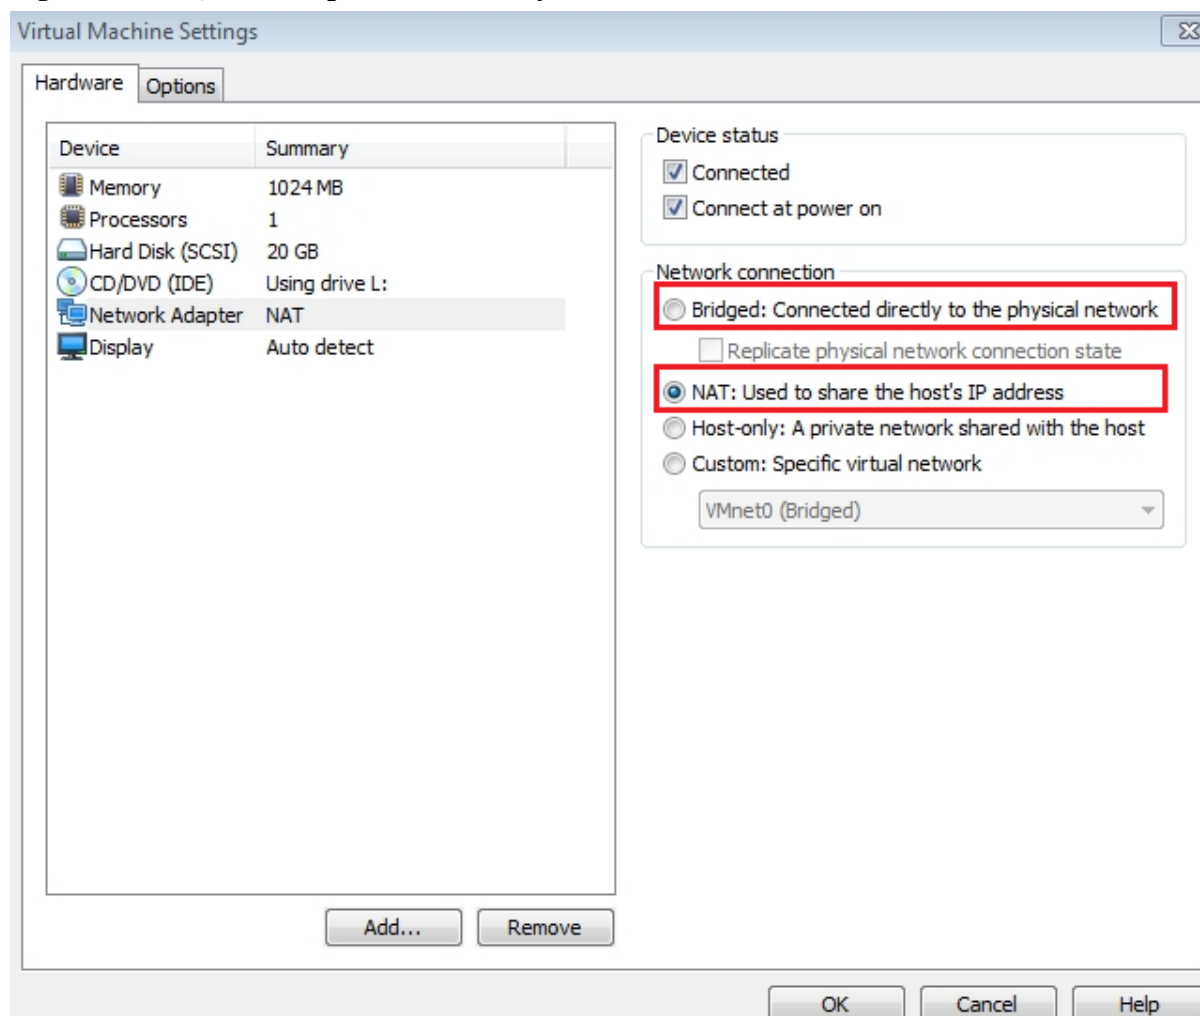 Virtual Machine Settings
Hardware
Options
Device Summary
Memory 1024 MB
Processors 1
Hard Disk (SCSI) 20 GB
CD/DVD (IDE) Using drive L:
Network Adapter NAT
Display Auto detect
Add... Remove
Device status
Connected
Connect at power on
Network connection
Bridged: Connected directly to the physical network
Replicate physical network connection state
NAT: Used to share the host's IP address
Host-only: A private network shared with the host
Custom: Specific virtual network
VMnet0 (Bridged)
OK Cancel Help